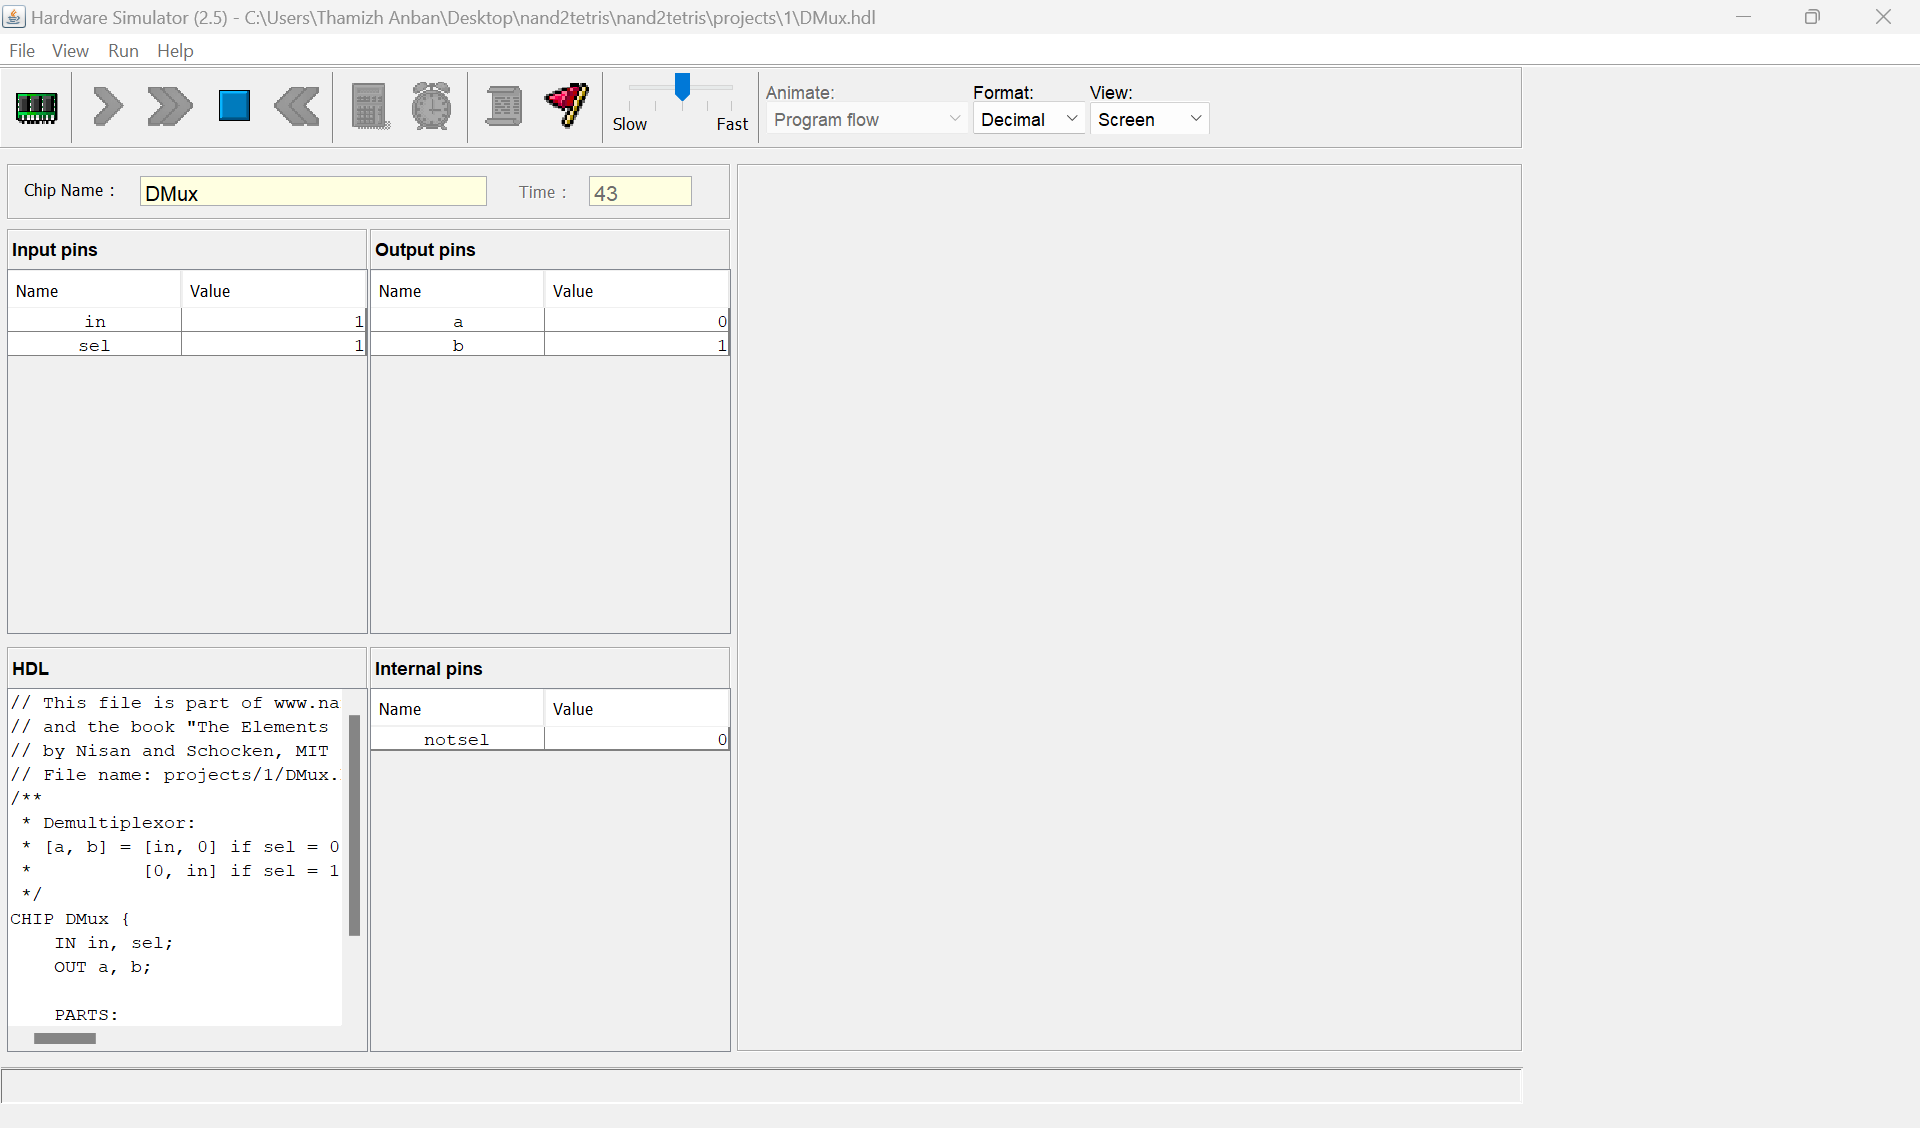 Hardware Simulator (2.5) - C:\Users\Thamizh Anban\Desktop\nand2tetris\nand2tetris\projects\1\DMux.hdl
File View Run Help
Slow Fast
Animate:
Program flow
Format:
Decimal
View:
Screen
Chip Name :
DMux
Time :
43
Input pins
Name Value
in 1
sel 1
Output pins
Name Value
a 0
b 1
HDL
// This file is part of www.na
// and the book "The Elements
// by Nisan and Schocken, MIT
// File name: projects/1/DMux.
/**
* Demultiplexor:
* [a, b] = [in, 0] if sel = 0
* [0, in] if sel = 1
*/
CHIP DMux {
IN in, sel;
OUT a, b;
PARTS:
Internal pins
Name Value
notsel 0